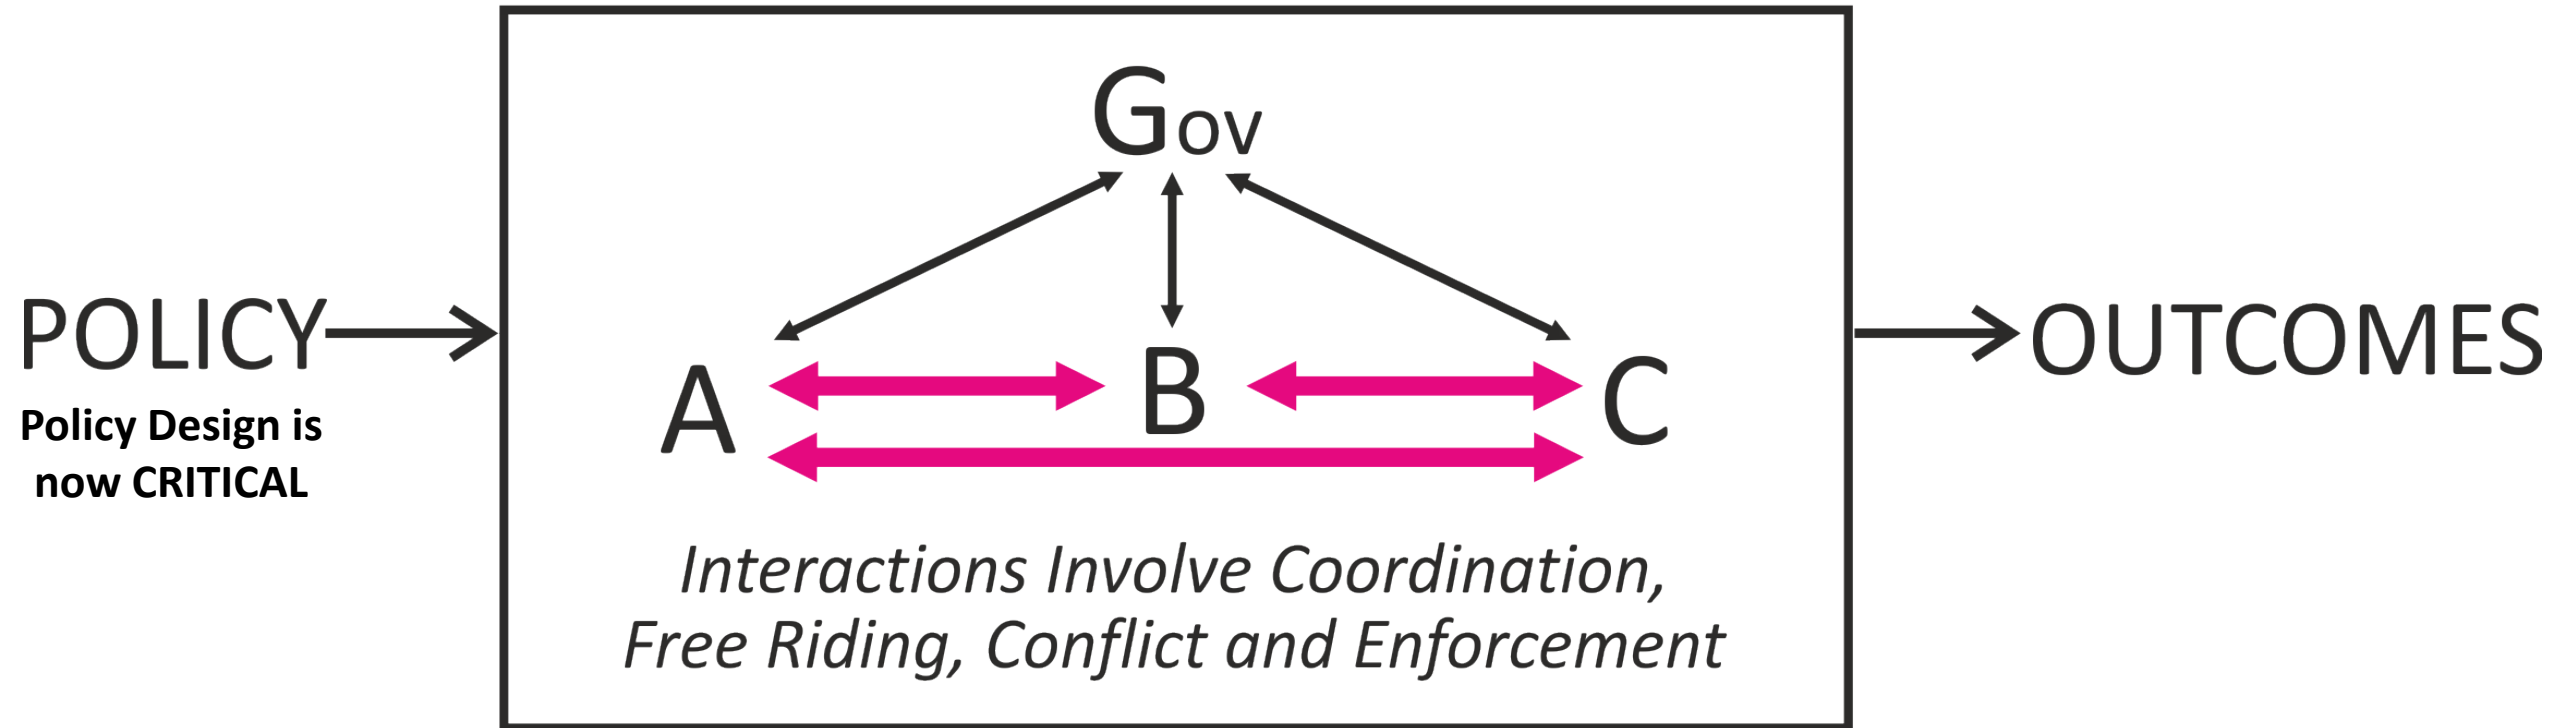 Gov
POLICY
A
B
C
OUTCOMES
Policy Design is
now CRITICAL
Interactions Involve Coordination,
Free Riding, Conflict and Enforcement